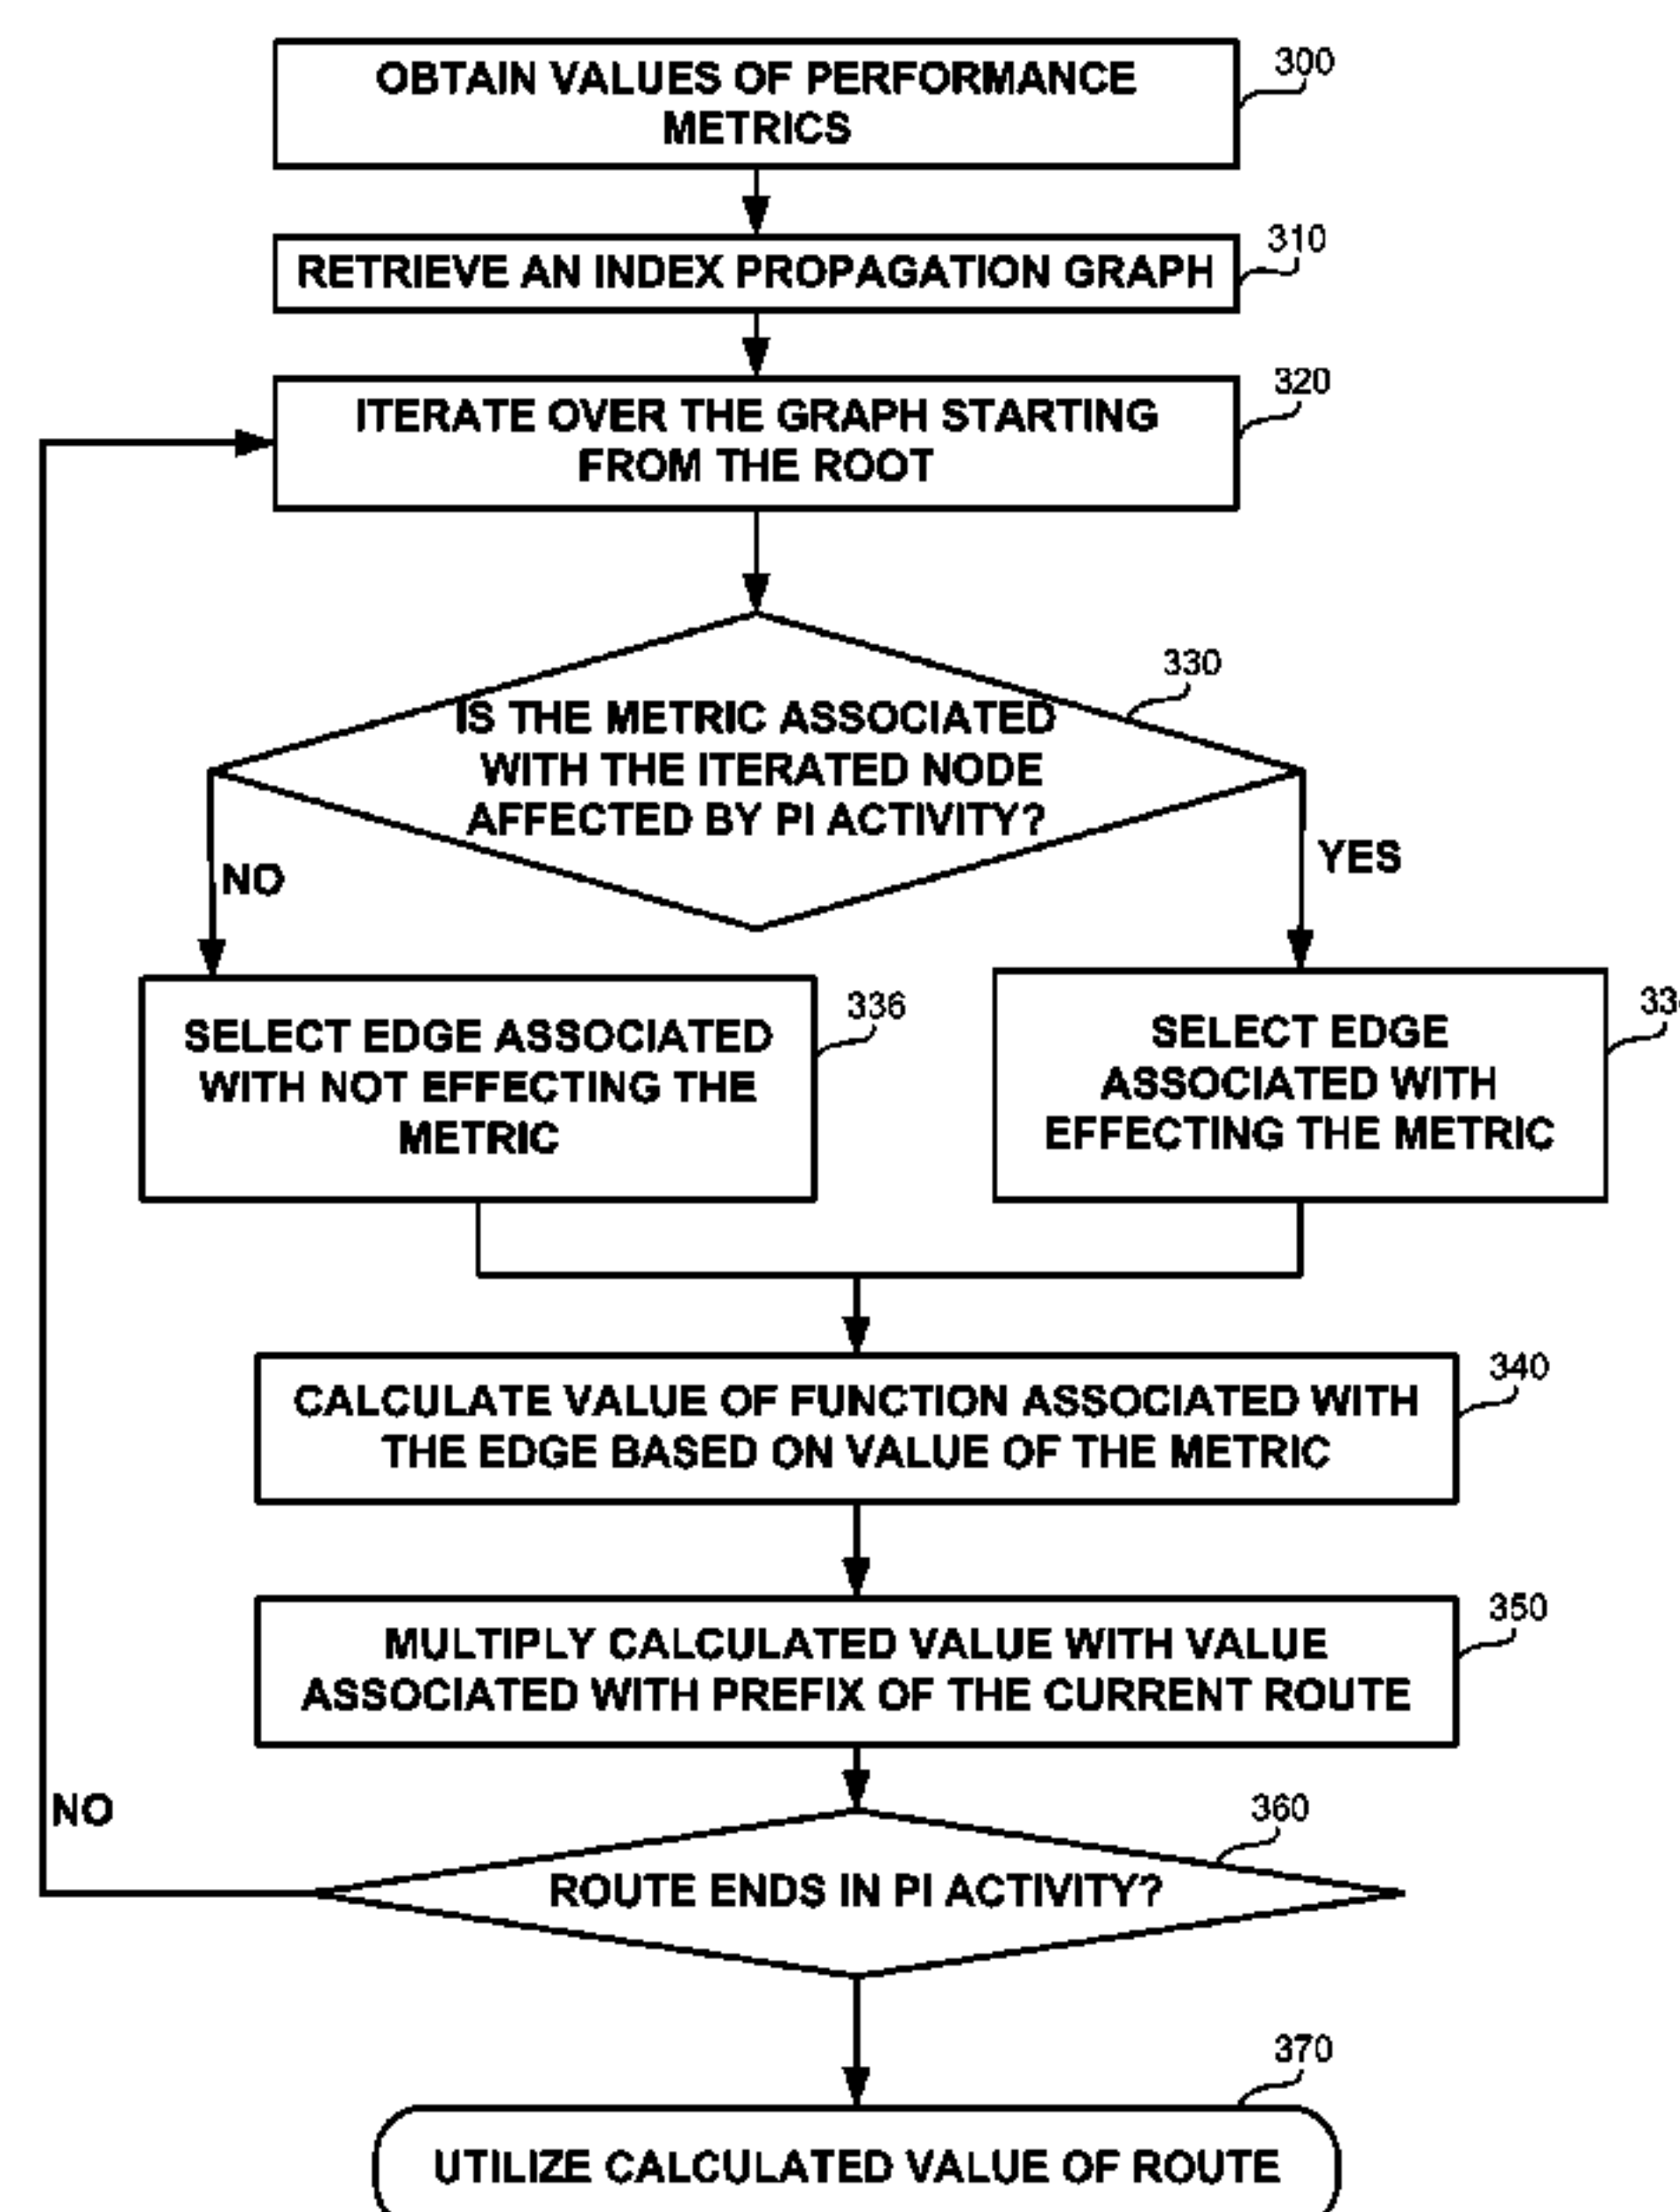 OBTAIN VALUES OF PERFORMANCE
METRICS
300
RETRIEVE AN INDEX PROPAGATION GRAPH
310
ITERATE OVER THE GRAPH STARTING
FROM THE ROOT
320
IS THE METRIC ASSOCIATED
WITH THE ITERATED NODE
AFFECTED BY PI ACTIVITY?
330
NO
YES
SELECT EDGE ASSOCIATED
WITH NOT EFFECTING THE
METRIC
336
SELECT EDGE
ASSOCIATED WITH
EFFECTING THE METRIC
CALCULATE VALUE OF FUNCTION ASSOCIATED WITH
THE EDGE BASED ON VALUE OF THE METRIC
340
MULTIPLY CALCULATED VALUE WITH VALUE
ASSOCIATED WITH PREFIX OF THE CURRENT ROUTE
350
NO
ROUTE ENDS IN PI ACTIVITY?
360
UTILIZE CALCULATED VALUE OF ROUTE
370